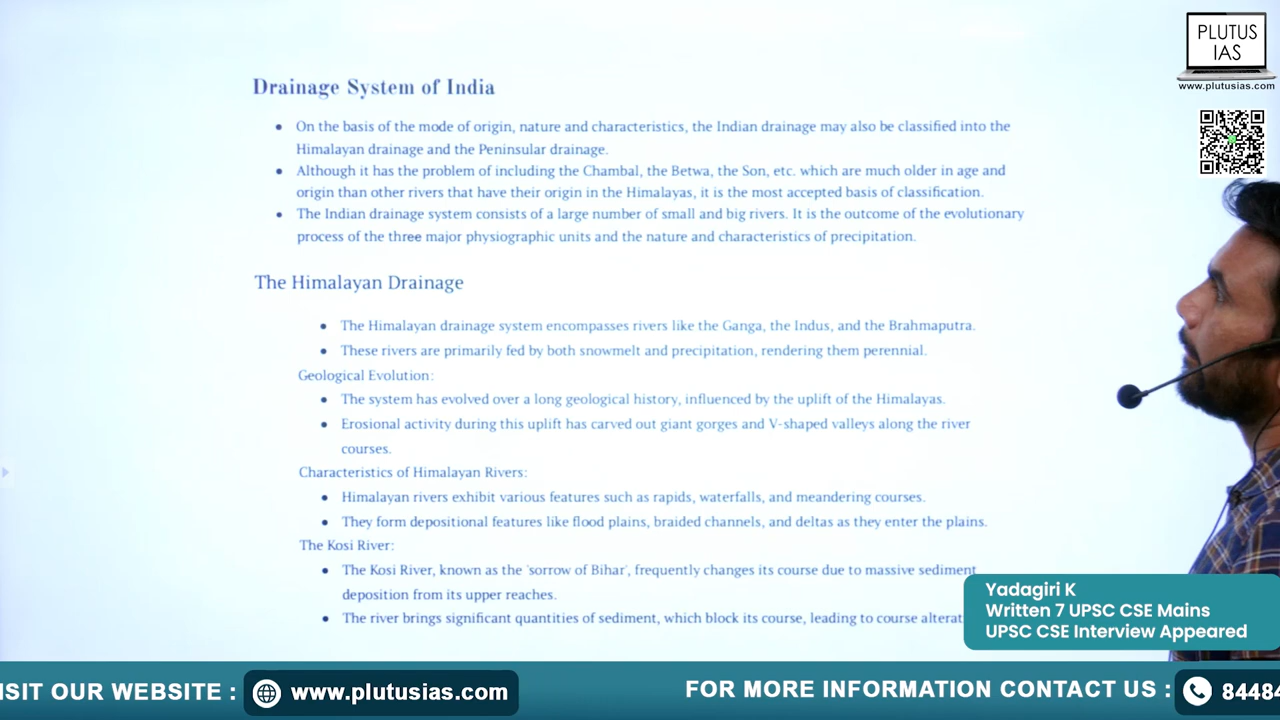 PLUTUS
IAS
www.plutusias.com
Drainage System of India
• On the basis of the mode of origin, nature and characteristics, the Indian drainage may also be classified into the
Himalayan drainage and the Peninsular drainage.
• Although it has the problem of including the Chambal, the Betwa, the Son, etc. which are much older in age and
origin than other rivers that have their origin in the Himalayas, it is the most accepted basis of classification.
• The Indian drainage system consists of a large number of small and big rivers. It is the outcome of the evolutionary
process of the three major physiographic units and the nature and characteristics of precipitation.
The Himalayan Drainage
• The Himalayan drainage system encompasses rivers like the Ganga, the Indus, and the Brahmaputra.
• These rivers are primarily fed by both snowmelt and precipitation, rendering them perennial.
Geological Evolution:
• The system has evolved over a long geological history, influenced by the uplift of the Himalayas.
• Erosional activity during this uplift has carved out giant gorges and V-shaped valleys along the river
courses.
Characteristics of Himalayan Rivers:
• Himalayan rivers exhibit various features such as rapids, waterfalls, and meandering courses.
• They form depositional features like flood plains, braided channels, and deltas as they enter the plains.
The Kosi River:
• The Kosi River, known as the 'sorrow of Bihar', frequently changes its course due to massive sediment
deposition from its upper reaches.
• The river brings significant quantities of sediment, which block its course, leading to course alterat
Yadagiri K
Written 7 UPSC CSE Mains
UPSC CSE Interview Appeared
ISIT OUR WEBSITE : www.plutusias.com
FOR MORE INFORMATION CONTACT US : 84484